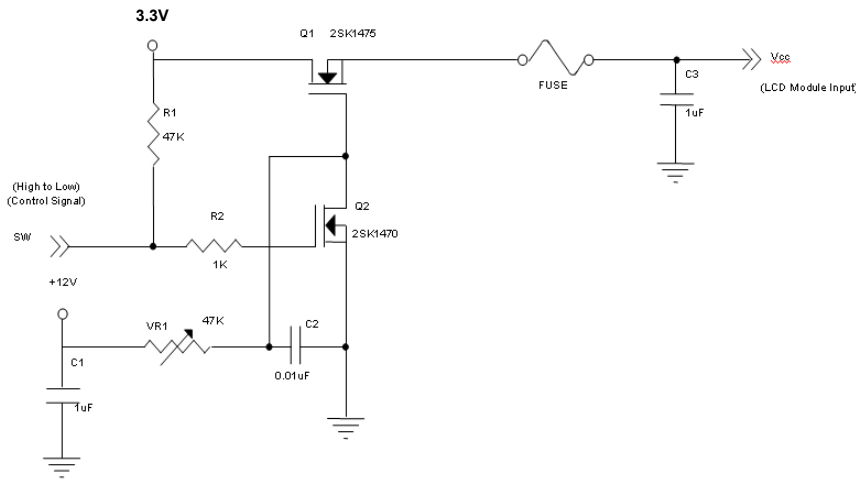 3.3V
Q1 2SK1475
FUSE
Vcc
C3
(LCD Module Input)
1uF
R1
47K
(High to Low)
(Control Signal)
SW
R2
1K
Q2
2SK1470
+12V
VR1
47K
C2
0.01uF
C1
1uF